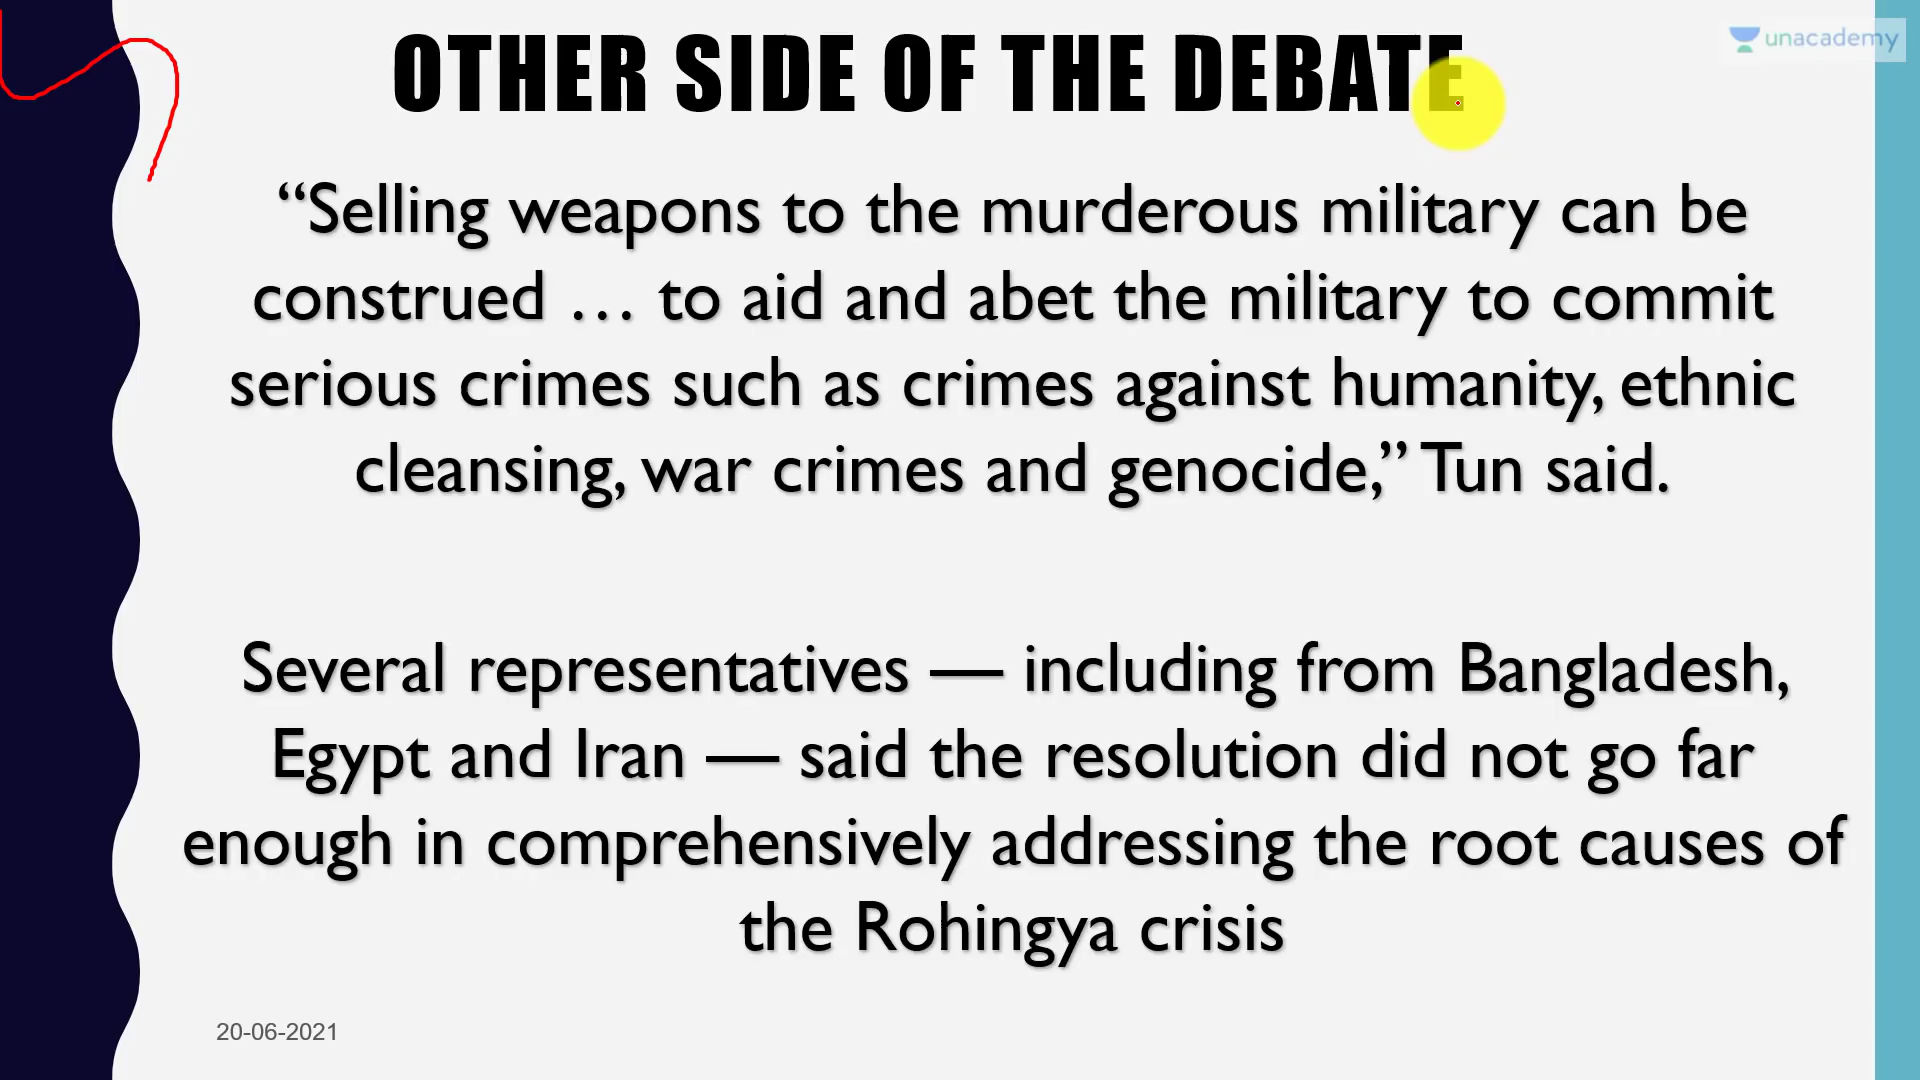 OTHER SIDE OF THE DEBATE
unacademy
“Selling weapons to the murderous military can be
construed … to aid and abet the military to commit
serious crimes such as crimes against humanity, ethnic
cleansing, war crimes and genocide,” Tun said.
Several representatives — including from Bangladesh,
Egypt and Iran — said the resolution did not go far
enough in comprehensively addressing the root causes of
the Rohingya crisis
20-06-2021